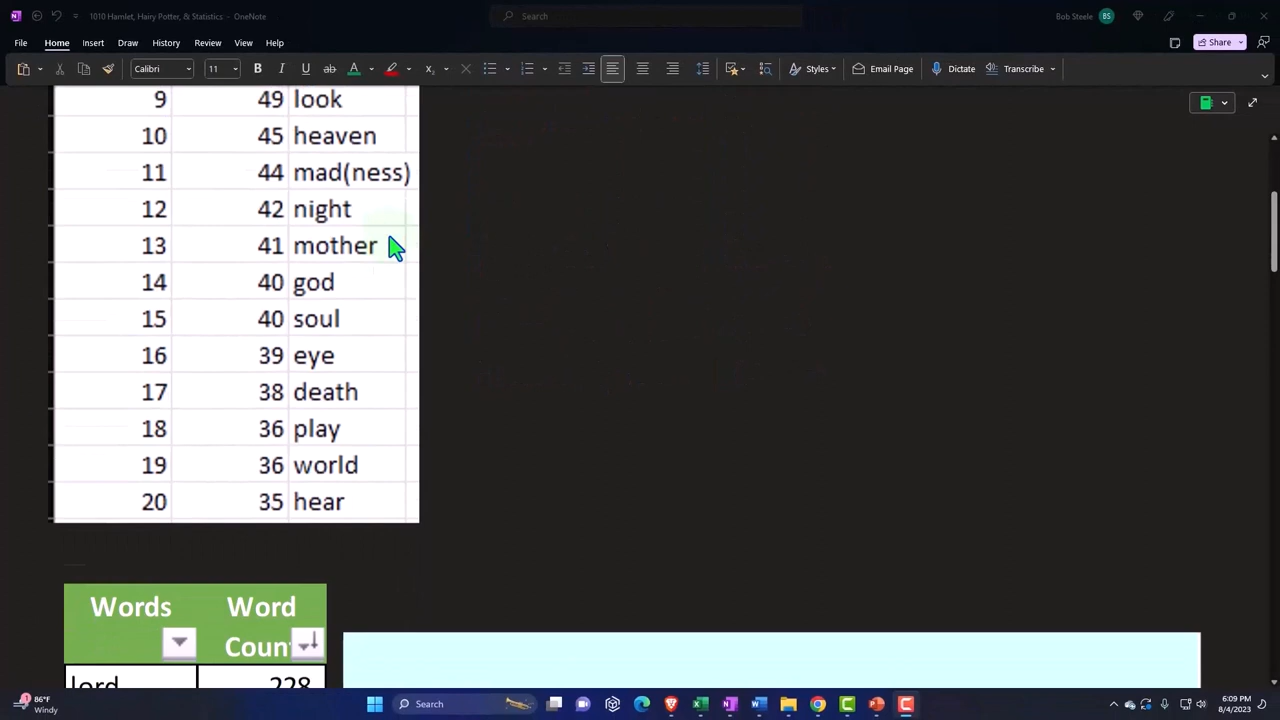 1010 Hamlet, Hairy Potter, & Statistics - OneNote
Search
Bob Steele
BS
File
Home
Insert
Draw
History
Review
View
Help
Share
Calibri
11
Styles
Email Page
Dictate
Transcribe
9 49 look
10 45 heaven
11 44 mad(ness)
12 42 night
13 41 mother
14 40 god
15 40 soul
16 39 eye
17 38 death
18 36 play
19 36 world
20 35 hear
Words
Word
Count
lord 228
86°F
Windy
Search
6:09 PM
8/4/2023